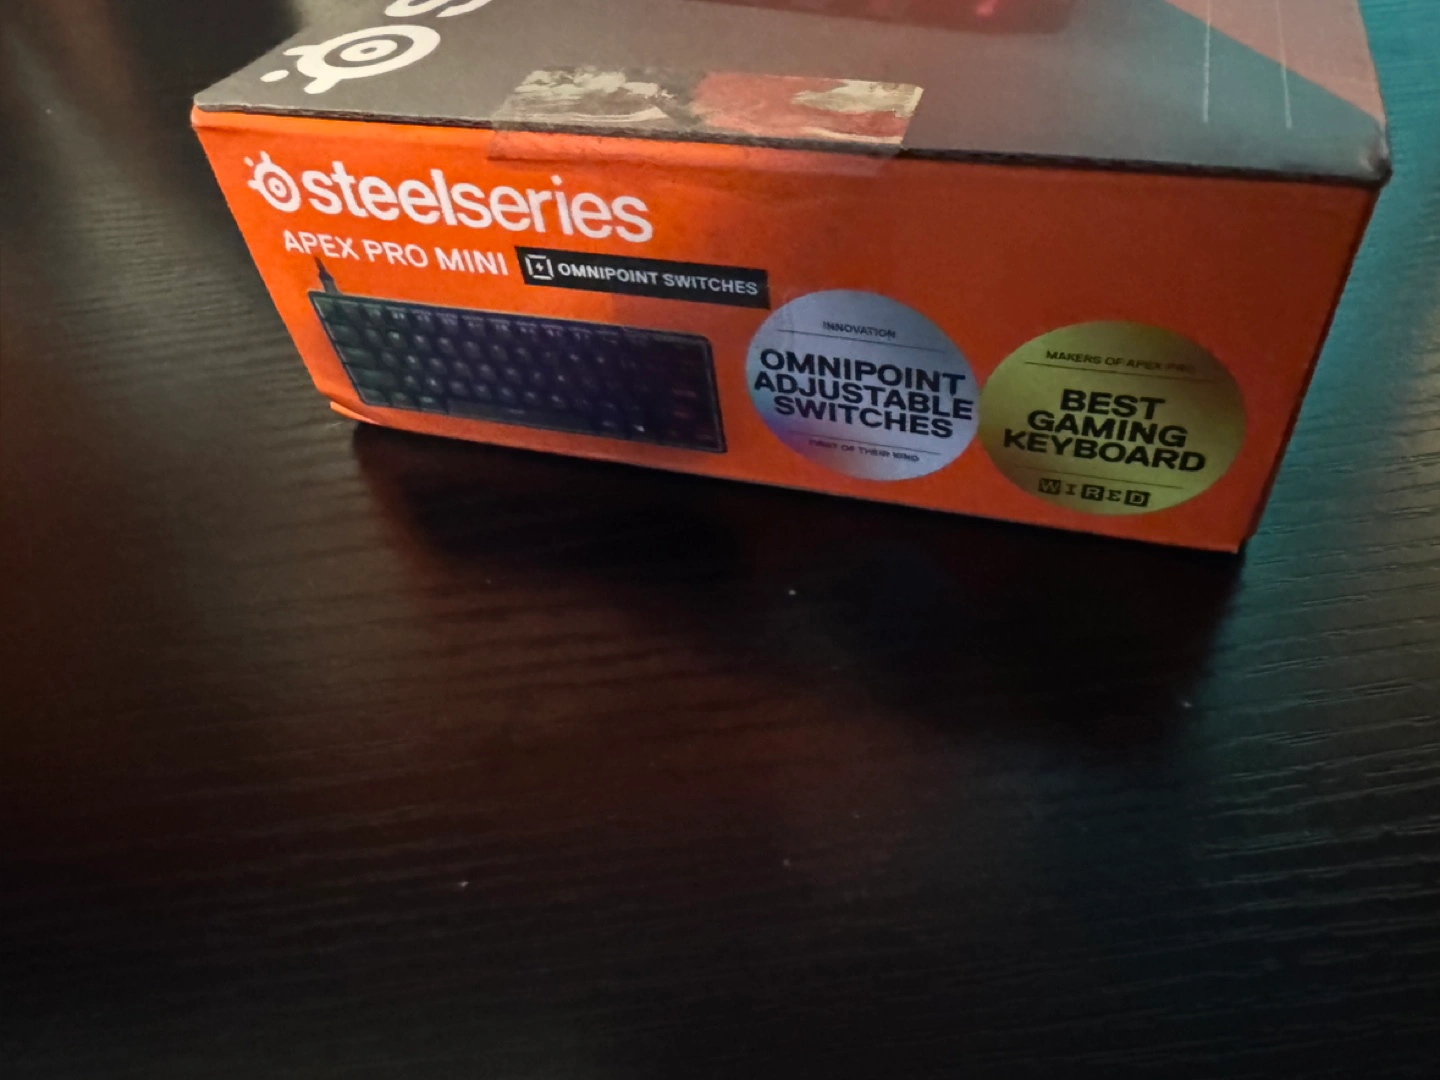 S
steelseries
APEX PRO MINI
OMNIPOINT SWITCHES
INNOVATION
OMNIPOINT
ADJUSTABLE
SWITCHES
FIRST OF THEIR KIND
MAKERS OF APEX PRO
BEST
GAMING
KEYBOARD
WIRED